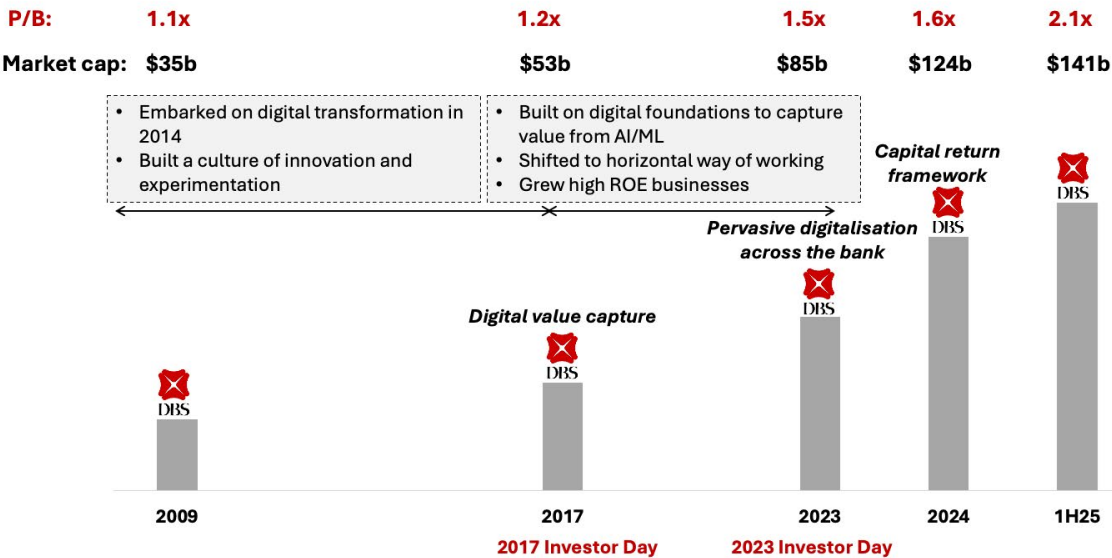 P/B: 1.1x 1.2x 1.5x 1.6x 2.1x
Market cap: $35b $53b $85b $124b $141b
• Embarked on digital transformation in
2014
• Built a culture of innovation and
experimentation
• Built on digital foundations to capture
value from AI/ML
• Shifted to horizontal way of working
• Grew high ROE businesses
Capital return
framework
DBS
DBS
Pervasive digitalisation
across the bank
DBS
Digital value capture
DBS
DBS
2009 2017 2023 2024 1H25
2017 Investor Day 2023 Investor Day